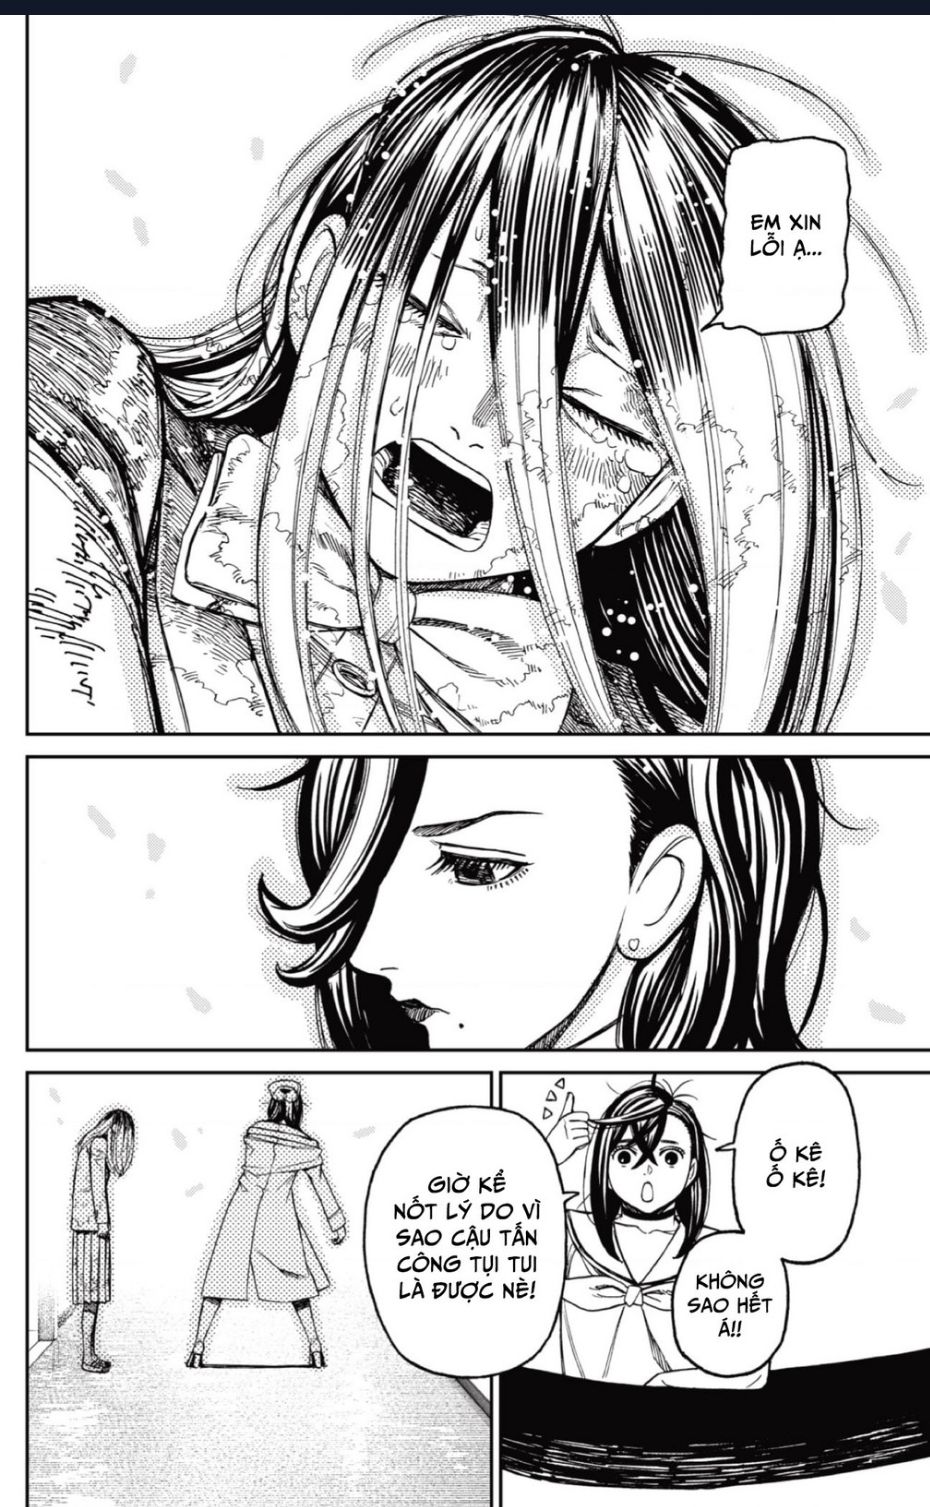 EM XIN
LỖI Ạ...
Ố KÊ
Ố KÊ!
KHÔNG
SAO HẾT
Á!!
GIỜ KỂ
NỐT LÝ DO VÌ
SAO CẬU TẤN
CÔNG TỤI TUI
LÀ ĐƯỢC NÈ!